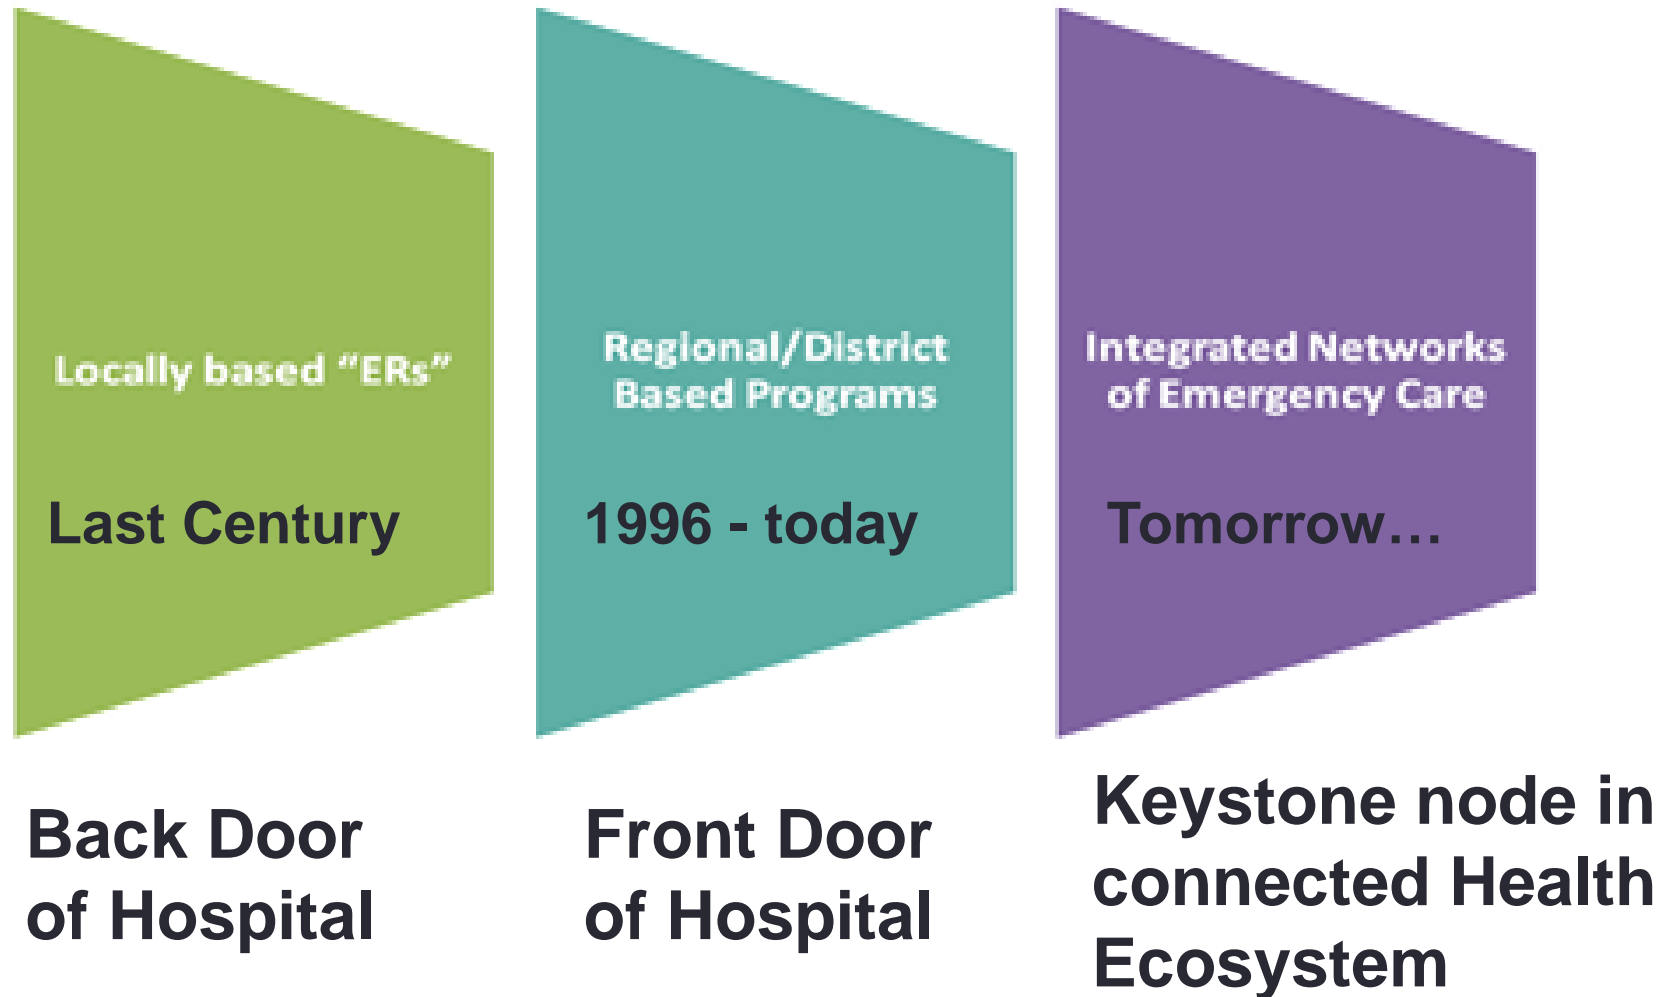 Locally based “ERs”
Last Century
Back Door
of Hospital
Regional/District
Based Programs
1996 - today
Front Door
of Hospital
Integrated Networks
of Emergency Care
Tomorrow…
Keystone node in
connected Health
Ecosystem